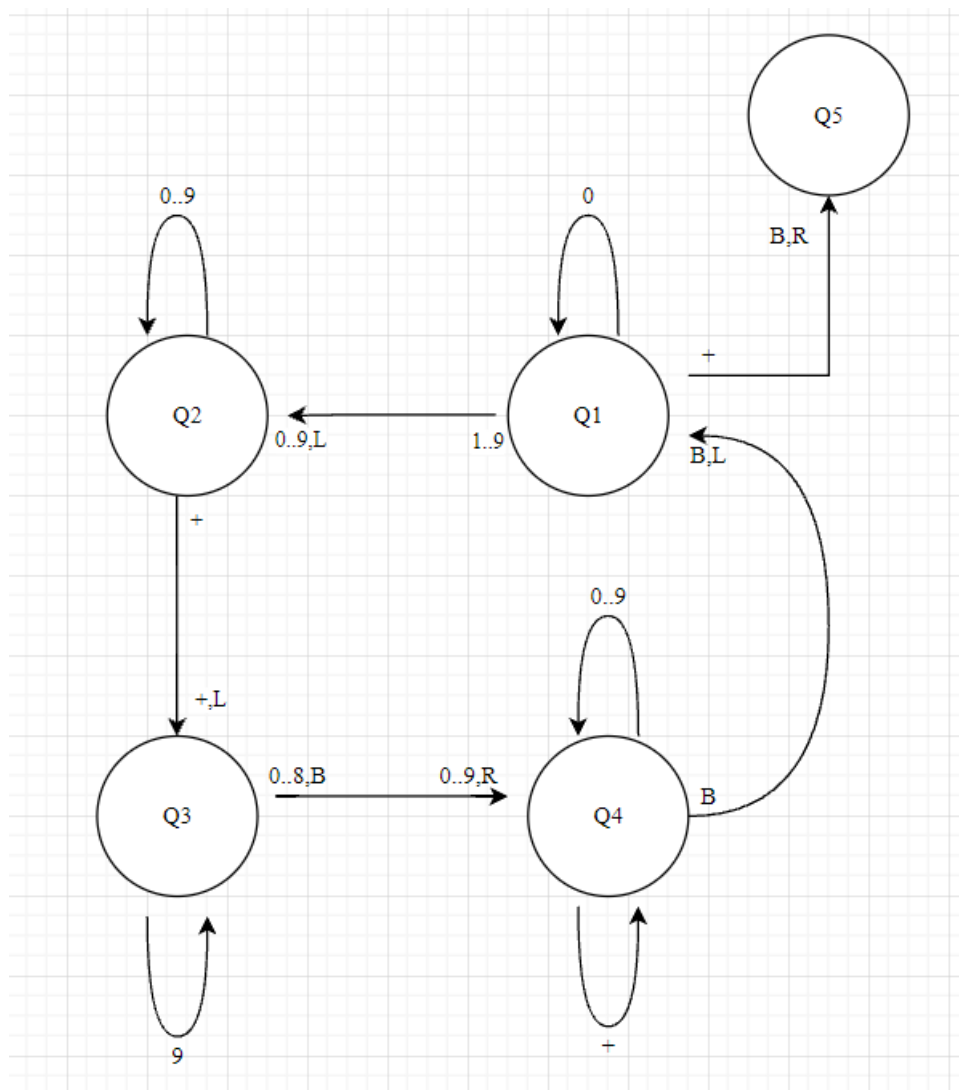 Q5
0..9
0
B,R
+
Q2
Q1
0..9,L
1..9
B,L
+
0..9
+,L
0..8,B
0..9,R
B
Q3
Q4
9
+